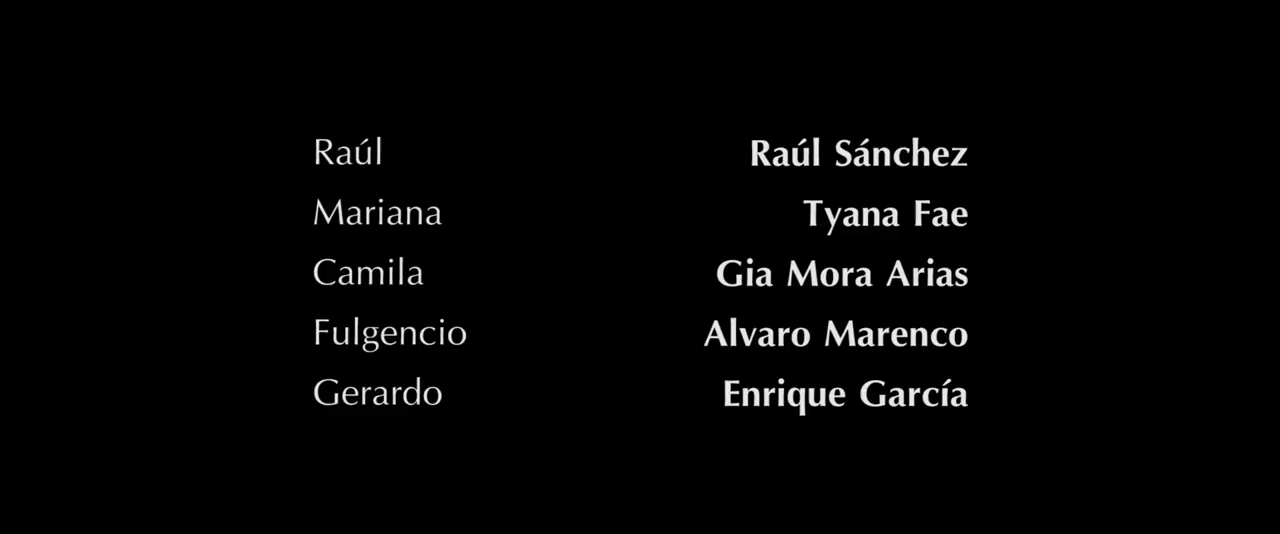 Raúl Raúl Sánchez
Mariana Tyana Fae
Camila Gia Mora Arias
Fulgencio Alvaro Marenco
Gerardo Enrique García